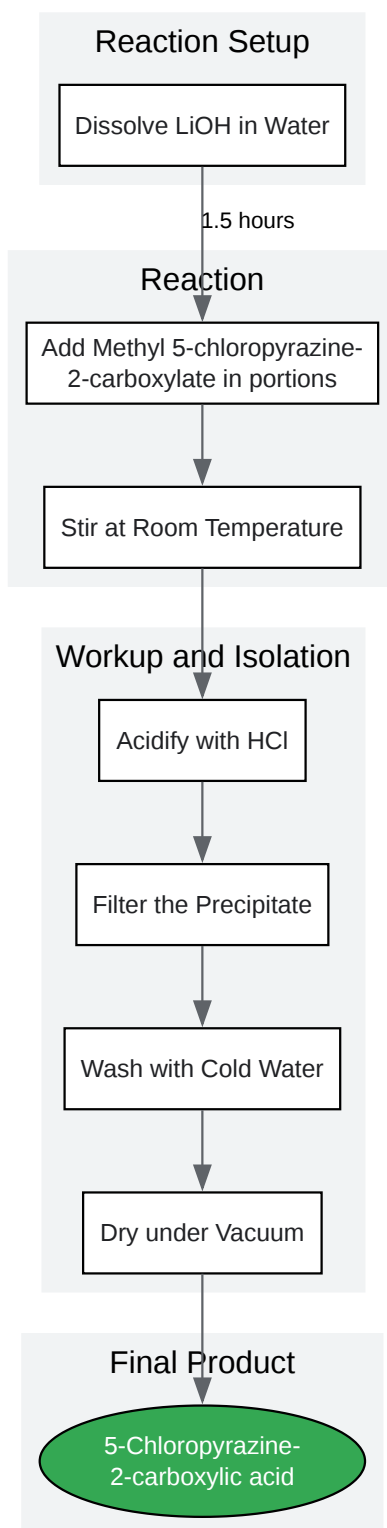 Reaction Setup
Dissolve LiOH in Water
1.5 hours
Reaction
Add Methyl 5-chloropyrazine-
2-carboxylate in portions
Stir at Room Temperature
Workup and Isolation
Acidify with HCl
Filter the Precipitate
Wash with Cold Water
Dry under Vacuum
Final Product
5-Chloropyrazine-
2-carboxylic acid